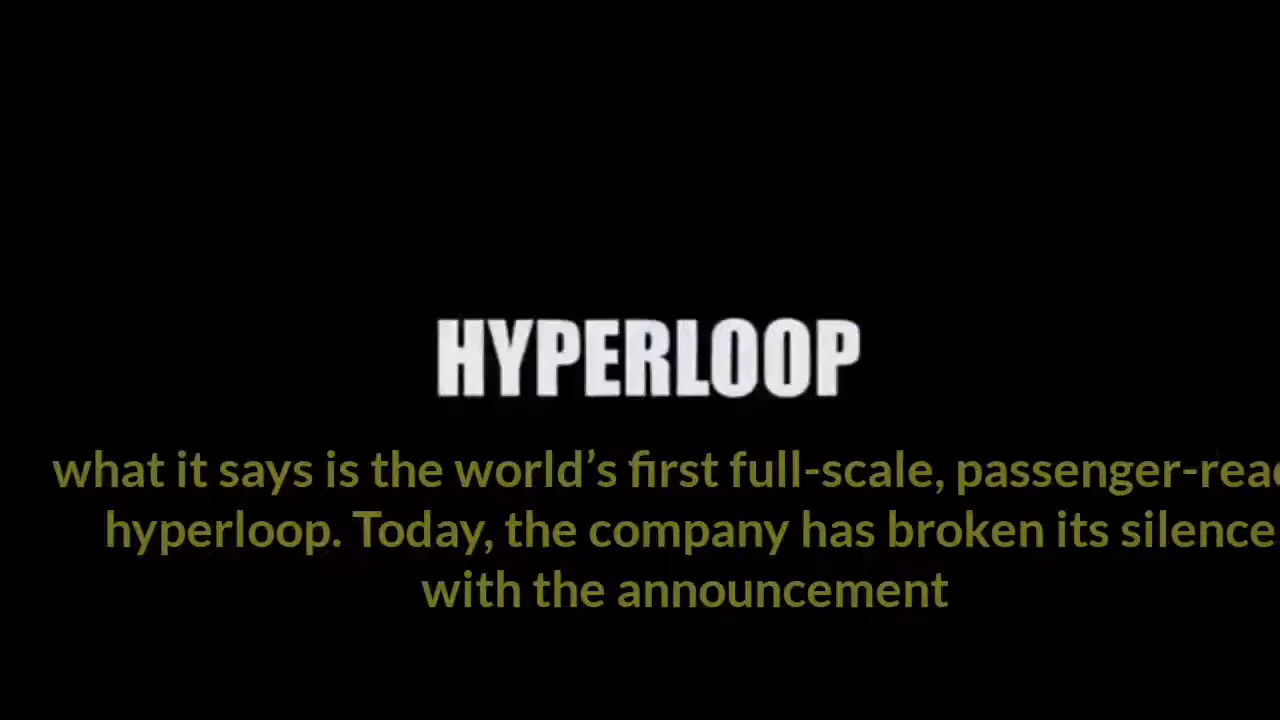 HYPERLOOP
what it says is the world’s first full-scale, passenger-rea
hyperloop. Today, the company has broken its silence
with the announcement